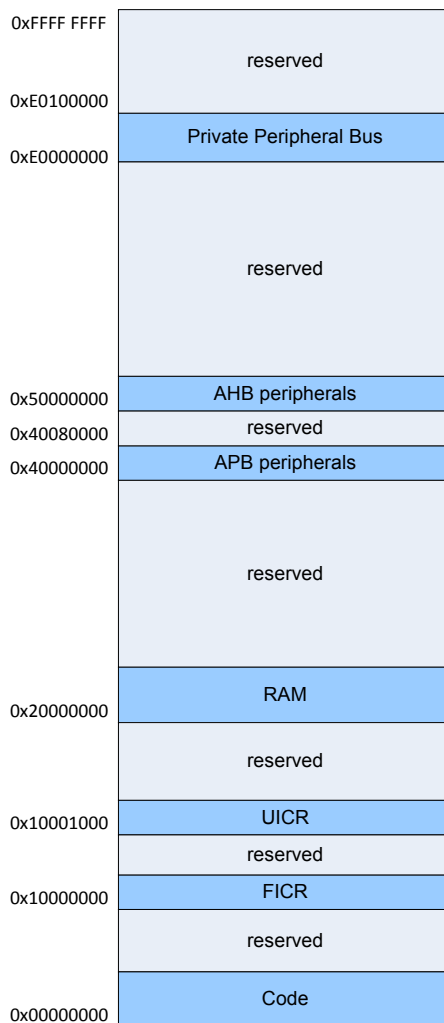 0xFFFF FFFF
reserved
0xE0100000
Private Peripheral Bus
0xE0000000
reserved
AHB peripherals
0x50000000
reserved
0x40080000
APB peripherals
0x40000000
reserved
RAM
0x20000000
reserved
UICR
0x10001000
reserved
FICR
0x10000000
reserved
Code
0x00000000